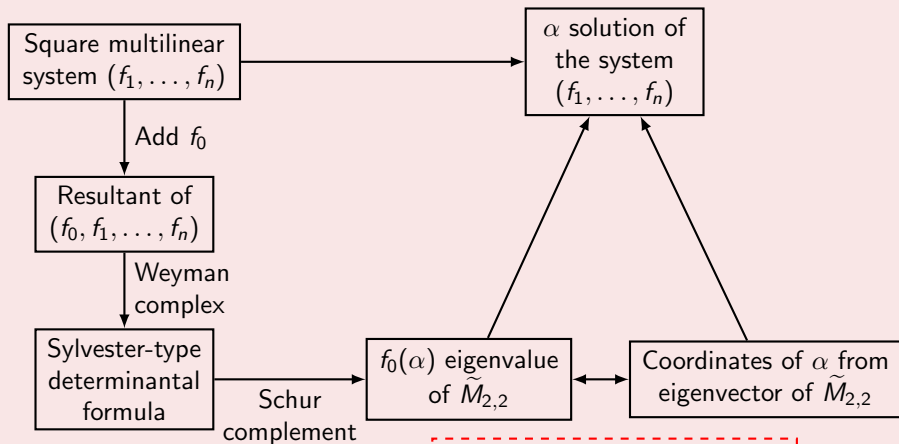 Square multilinear
system (f₁, . . . , fₙ)
α solution of
the system
(f₁, . . . , fₙ)
Add f₀
Resultant of
(f₀, f₁, . . . , fₙ)
Weyman
complex
Sylvester-type
determinantal
formula
Schur
complement
f₀(α) eigenvalue
of M̃₂,₂
Coordinates of α from
eigenvector of M̃₂,₂